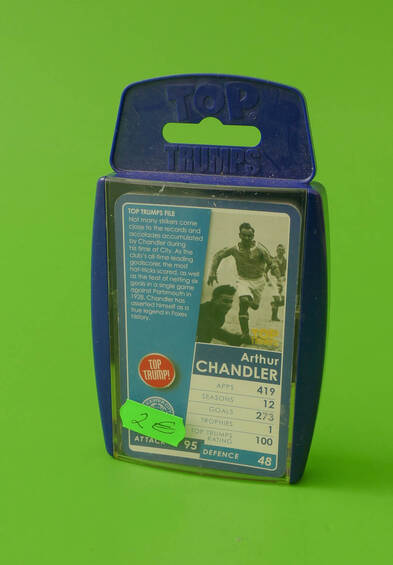 TOP
TRUMPS
TOP TRUMPS FILE
Not many strikers come
close to the records and
accolades accumulated
by Chandler during
his time at City. As the
club's all-time leading
goalscorer, the most
hat-tricks scored, as well
as the feat of netting six
goals in a single game
against Portsmouth in
1928, Chandler has
asserted himself as a
true legend in Foxes
history.
TOP
TRUMP!
Arthur
CHANDLER
APPS 419
SEASONS 12
GOALS 273
TROPHIES 1
TOP TRUMPS
RATING 100
2 €
ATTACK 95
DEFENCE 48